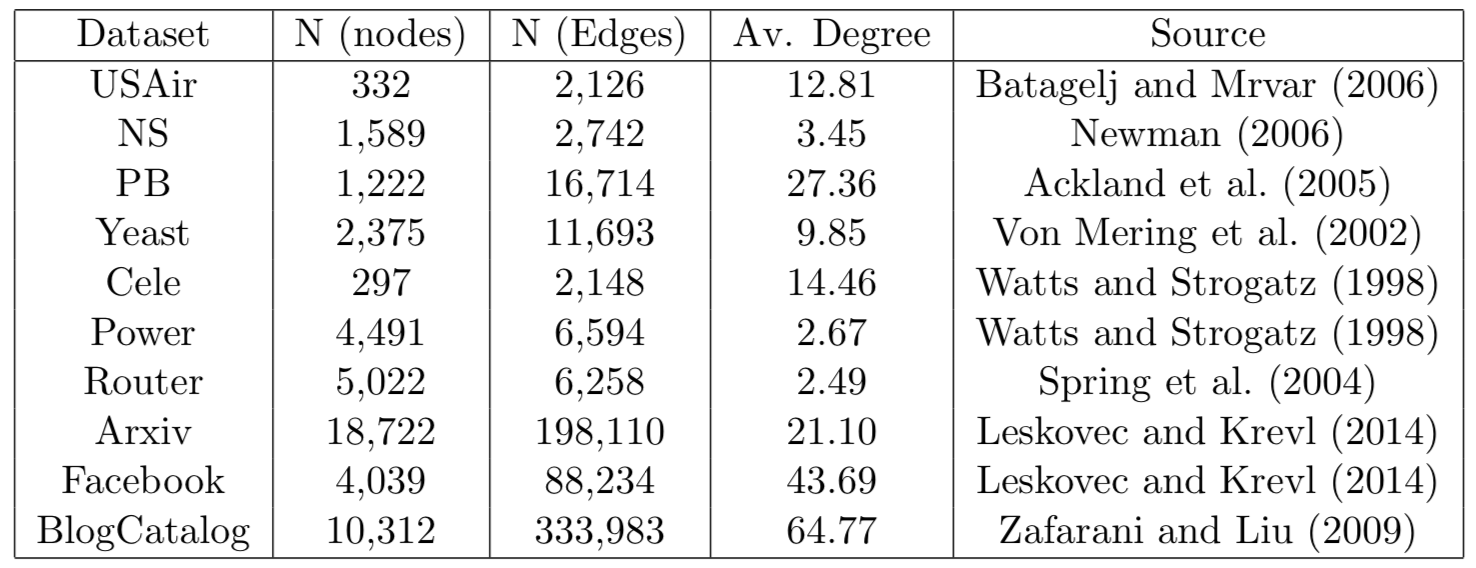 Dataset N (nodes) N (Edges) Av. Degree Source
USAir 332 2,126 12.81 Batagelj and Mrvar (2006)
NS 1,589 2,742 3.45 Newman (2006)
PB 1,222 16,714 27.36 Ackland et al. (2005)
Yeast 2,375 11,693 9.85 Von Mering et al. (2002)
Cele 297 2,148 14.46 Watts and Strogatz (1998)
Power 4,491 6,594 2.67 Watts and Strogatz (1998)
Router 5,022 6,258 2.49 Spring et al. (2004)
Arxiv 18,722 198,110 21.10 Leskovec and Krevl (2014)
Facebook 4,039 88,234 43.69 Leskovec and Krevl (2014)
BlogCatalog 10,312 333,983 64.77 Zafarani and Liu (2009)